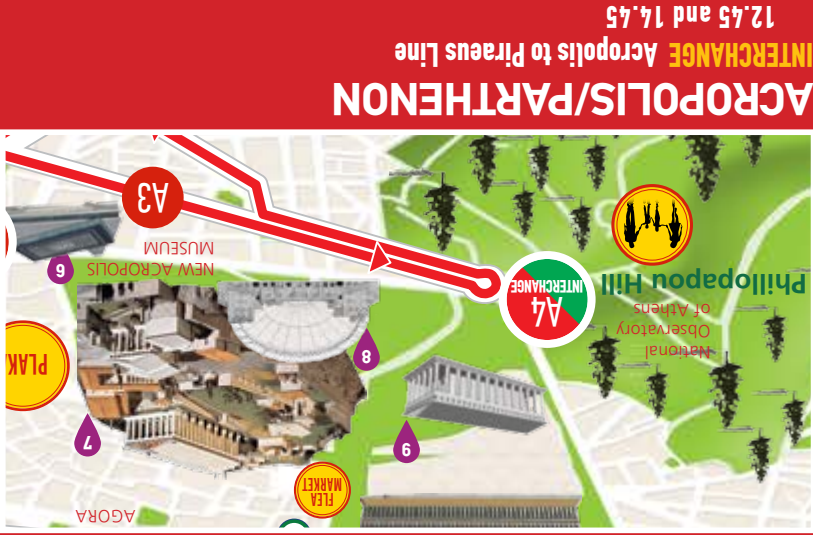 AGORA
FLEA
MARKET
7
9
8
PLAK
National
Observatory
of Athens
Phillopapou Hill
A4
INTERCHANGE
6
NEW ACROPOLIS
MUSEUM
A3
ACROPOLIS/PARTHENON
INTERCHANGE Acropolis to Piraeus Line
12.45 and 14.45